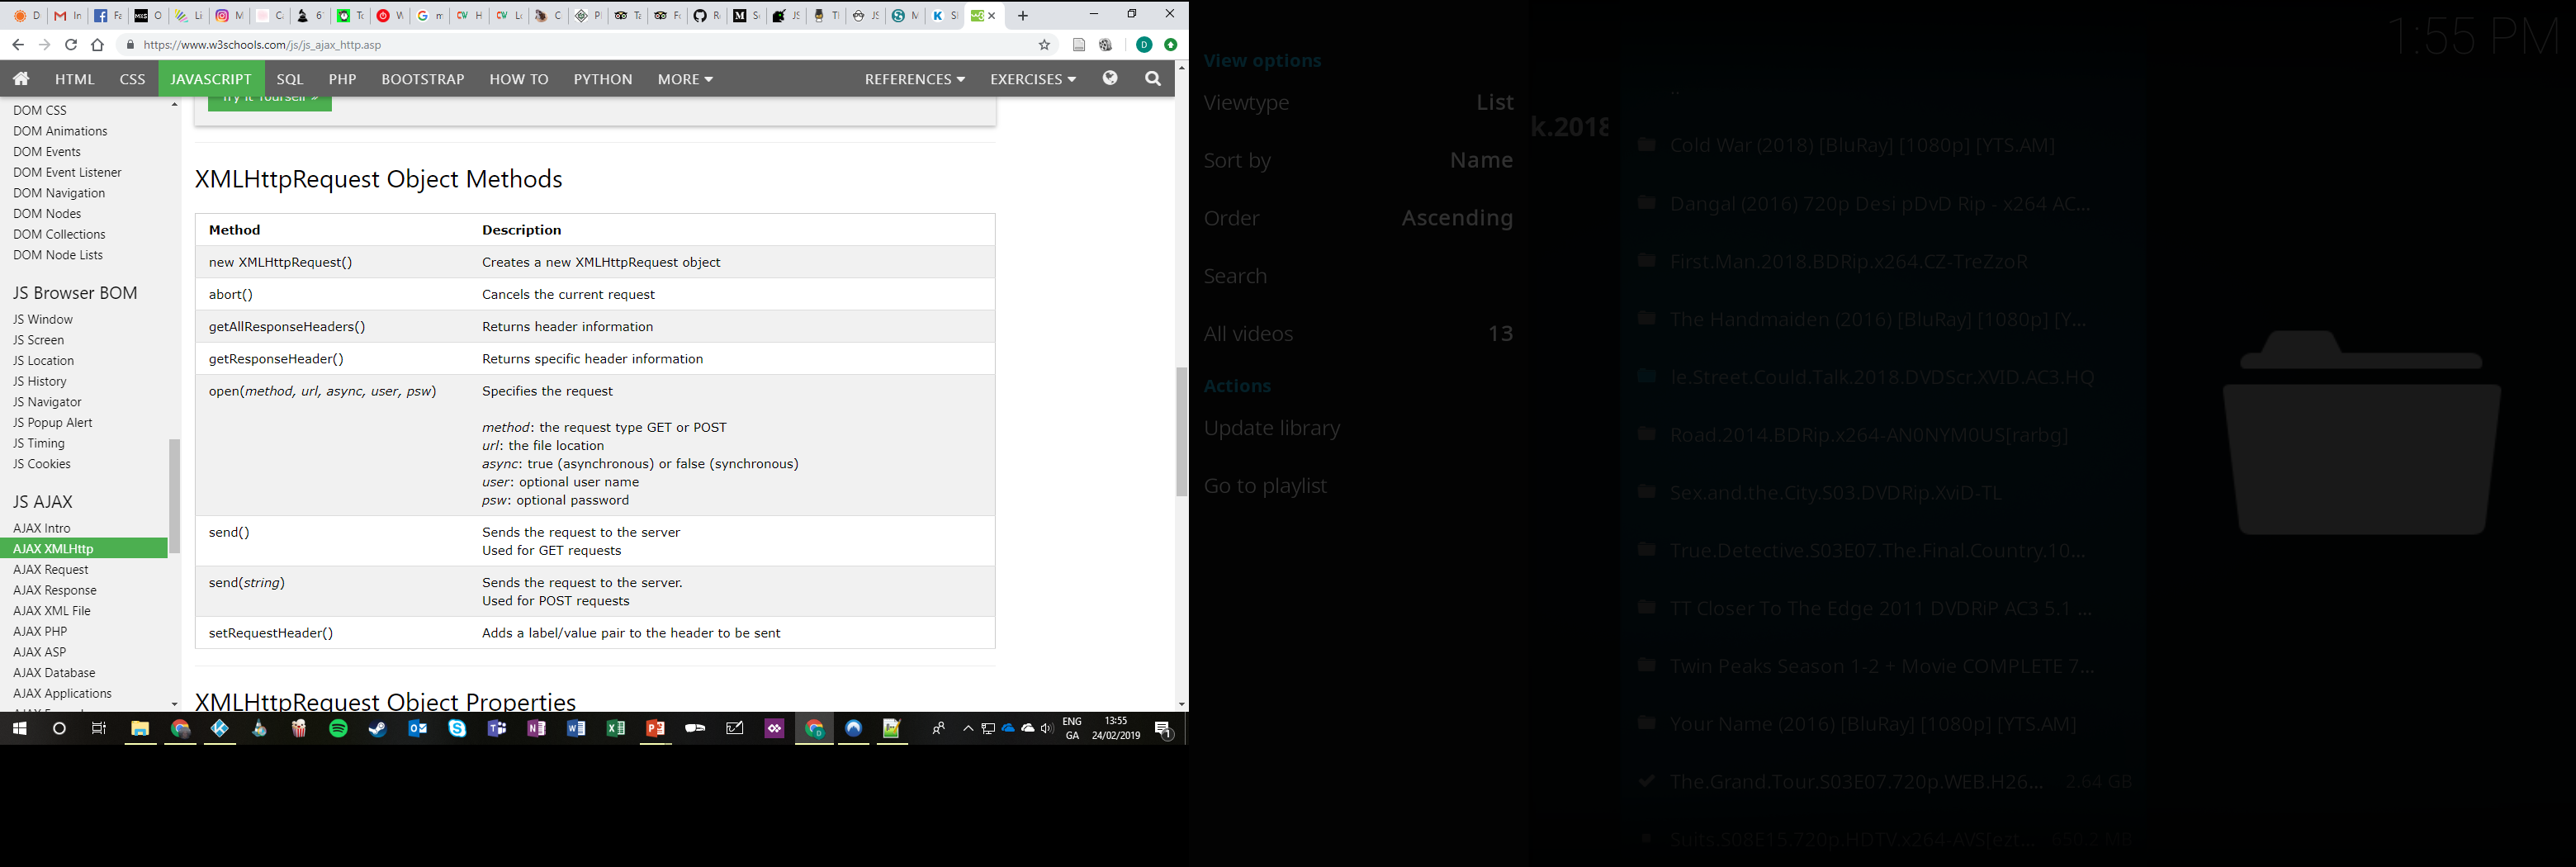 https://www.w3schools.com/js/js_ajax_http.asp
HTML CSS JAVASCRIPT SQL PHP BOOTSTRAP HOW TO PYTHON MORE REFERENCES EXERCISES
DOM CSS
DOM Animations
DOM Events
DOM Event Listener
DOM Navigation
DOM Nodes
DOM Collections
DOM Node Lists
JS Browser BOM
JS Window
JS Screen
JS Location
JS History
JS Navigator
JS Popup Alert
JS Timing
JS Cookies
JS AJAX
AJAX Intro
AJAX XMLHttp
AJAX Request
AJAX Response
AJAX XML File
AJAX PHP
AJAX ASP
AJAX Database
AJAX Applications
Try it Yourself »
XMLHttpRequest Object Methods
Method Description
new XMLHttpRequest() Creates a new XMLHttpRequest object
abort() Cancels the current request
getAllResponseHeaders() Returns header information
getResponseHeader() Returns specific header information
open(method, url, async, user, psw) Specifies the request
method: the request type GET or POST
url: the file location
async: true (asynchronous) or false (synchronous)
user: optional user name
psw: optional password
send() Sends the request to the server
Used for GET requests
send(string) Sends the request to the server.
Used for POST requests
setRequestHeader() Adds a label/value pair to the header to be sent
XMLHttpRequest Object Properties
ENG
GA
13:55
24/02/2019
1
1:55 PM
View options
Viewtype List
Sort by Name
Order Ascending
Search
All videos 13
Actions
Update library
Go to playlist
k.2018
..
Cold War (2018) [BluRay] [1080p] [YTS.AM]
Dangal (2016) 720p Desi pDvD Rip - x264 AC...
First.Man.2018.BDRip.x264.CZ-TreZzoR
The Handmaiden (2016) [BluRay] [1080p] [Y...
le.Street.Could.Talk.2018.DVDScr.XVID.AC3.HQ
Road.2014.BDRip.x264-AN0NYM0US[rarbg]
Sex.and.the.City.S03.DVDRip.XviD-TL
True.Detective.S03E07.The.Final.Country.10...
TT Closer To The Edge 2011 DVDRiP AC3 5.1 ...
Twin Peaks Season 1-2 + Movie COMPLETE 7...
Your Name (2016) [BluRay] [1080p] [YTS.AM]
The.Grand.Tour.S03E07.720p.WEB.H26... 2.64 GB
Suits.S08E15.720p.HDTV.x264-AVS[ezt...